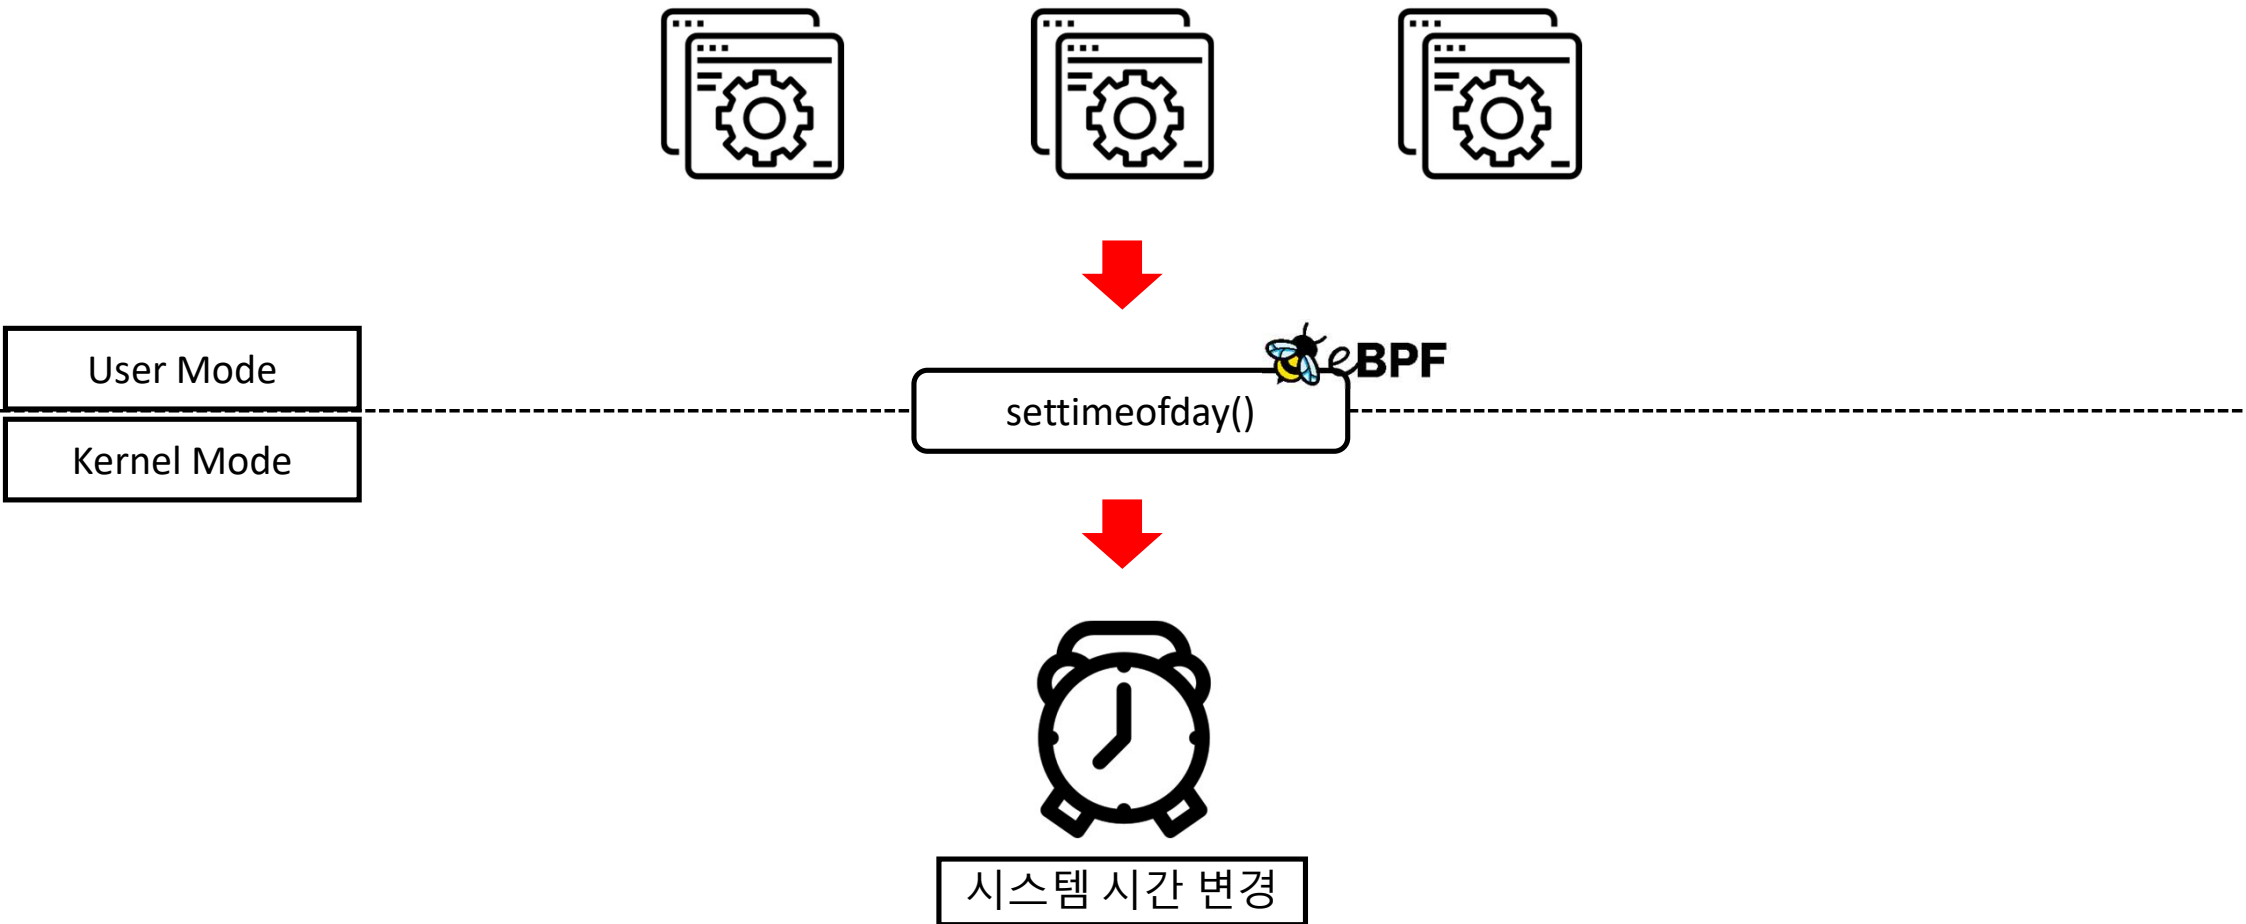 eBPF
User Mode
settimeofday()
Kernel Mode
시스템 시간 변경